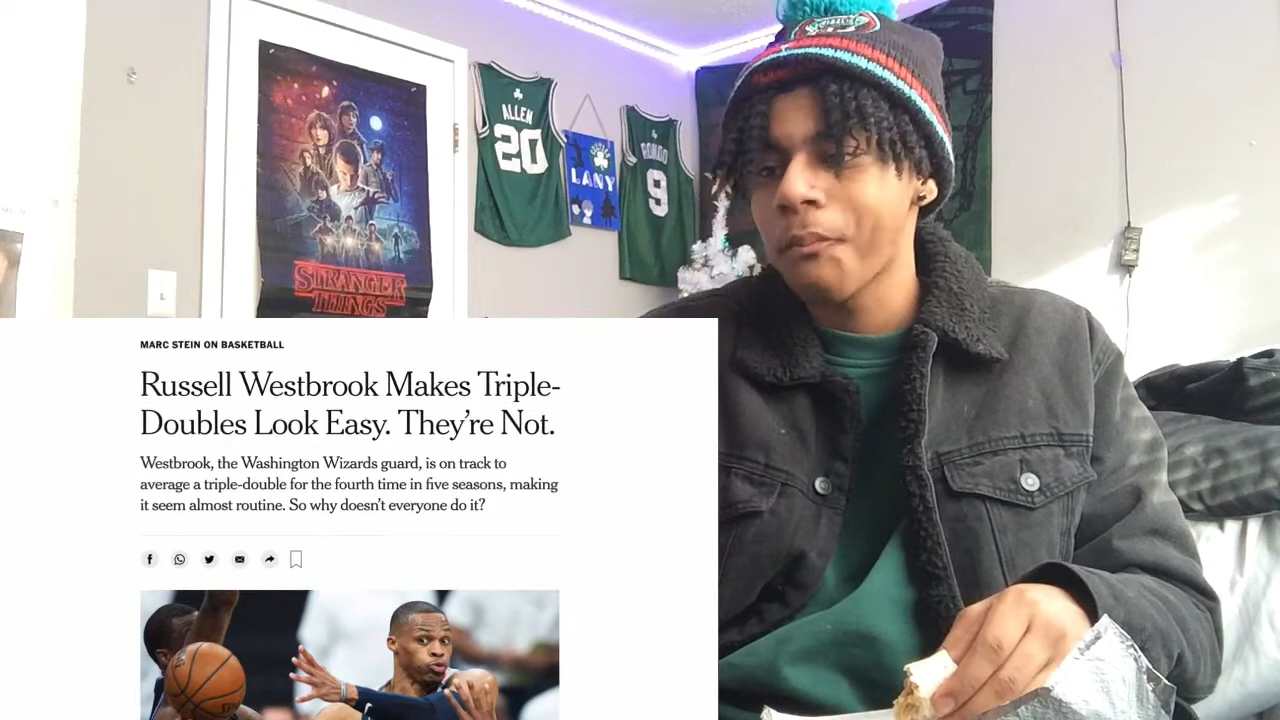 ALLEN
20
LANY
RONDO
9
STRANGER
THINGS
MARC STEIN ON BASKETBALL
Russell Westbrook Makes Triple-
Doubles Look Easy. They're Not.
Westbrook, the Washington Wizards guard, is on track to
average a triple-double for the fourth time in five seasons, making
it seem almost routine. So why doesn't everyone do it?